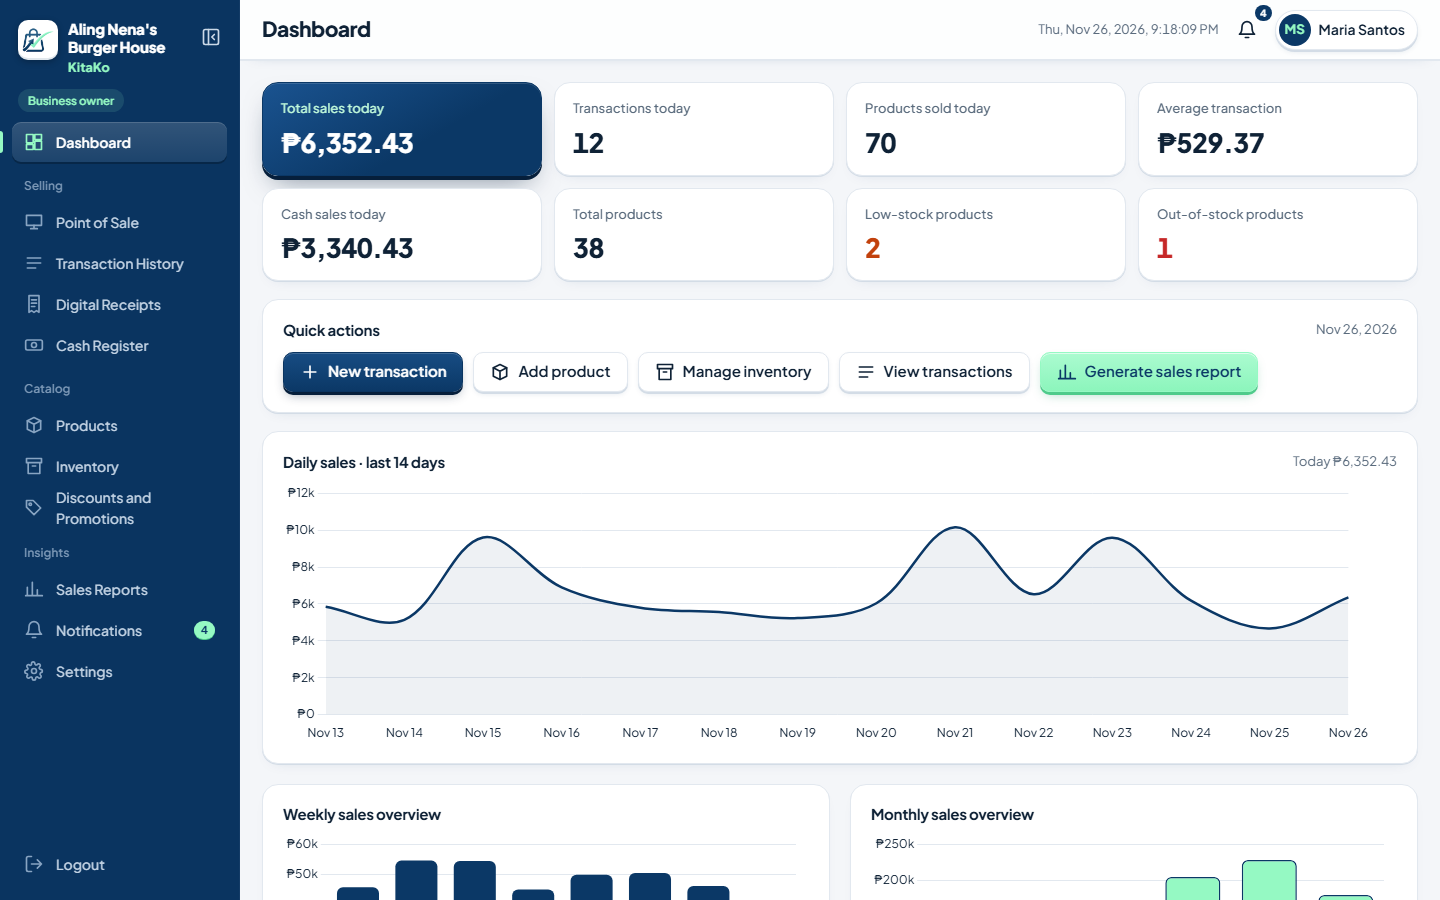 Aling Nena's
Burger House
KitaKo
Business owner
Dashboard
Selling
Point of Sale
Transaction History
Digital Receipts
Cash Register
Catalog
Products
Inventory
Discounts and
Promotions
Insights
Sales Reports
Notifications 4
Settings
Logout
Dashboard
Thu, Nov 26, 2026, 9:18:09 PM
4
MS Maria Santos
Total sales today
₱6,352.43
Transactions today
12
Products sold today
70
Average transaction
₱529.37
Cash sales today
₱3,340.43
Total products
38
Low-stock products
2
Out-of-stock products
1
Quick actions
Nov 26, 2026
New transaction
Add product
Manage inventory
View transactions
Generate sales report
Daily sales · last 14 days
Today ₱6,352.43
₱12k
₱10k
₱8k
₱6k
₱4k
₱2k
₱0
Nov 13 Nov 14 Nov 15 Nov 16 Nov 17 Nov 18 Nov 19 Nov 20 Nov 21 Nov 22 Nov 23 Nov 24 Nov 25 Nov 26
Weekly sales overview
₱60k
₱50k
Monthly sales overview
₱250k
₱200k